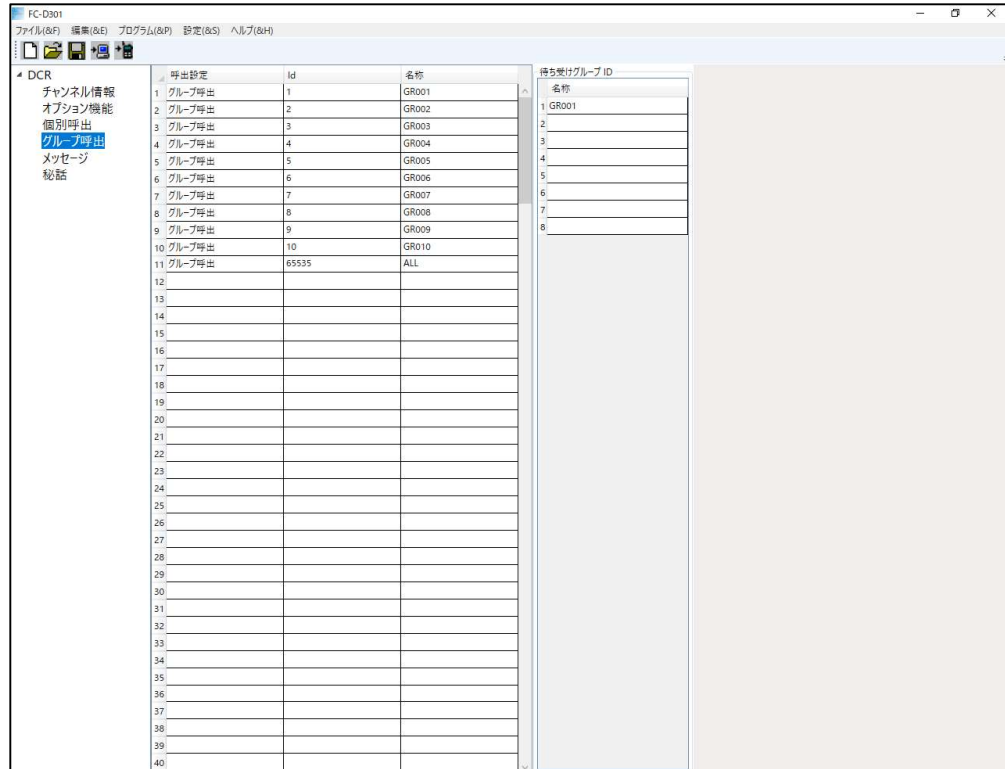 FC-D301
ファイル(&F) 編集(&E) プログラム(&P) 設定(&S) ヘルプ(&H)
DCR
チャンネル情報
オプション機能
個別呼出
グループ呼出
メッセージ
秘話
呼出設定 Id 名称
1 グループ呼出 1 GR001
2 グループ呼出 2 GR002
3 グループ呼出 3 GR003
4 グループ呼出 4 GR004
5 グループ呼出 5 GR005
6 グループ呼出 6 GR006
7 グループ呼出 7 GR007
8 グループ呼出 8 GR008
9 グループ呼出 9 GR009
10 グループ呼出 10 GR010
11 グループ呼出 65535 ALL
12
13
14
15
16
17
18
19
20
21
22
23
24
25
26
27
28
29
30
31
32
33
34
35
36
37
38
39
40
待ち受けグループ ID
名称
1 GR001
2
3
4
5
6
7
8